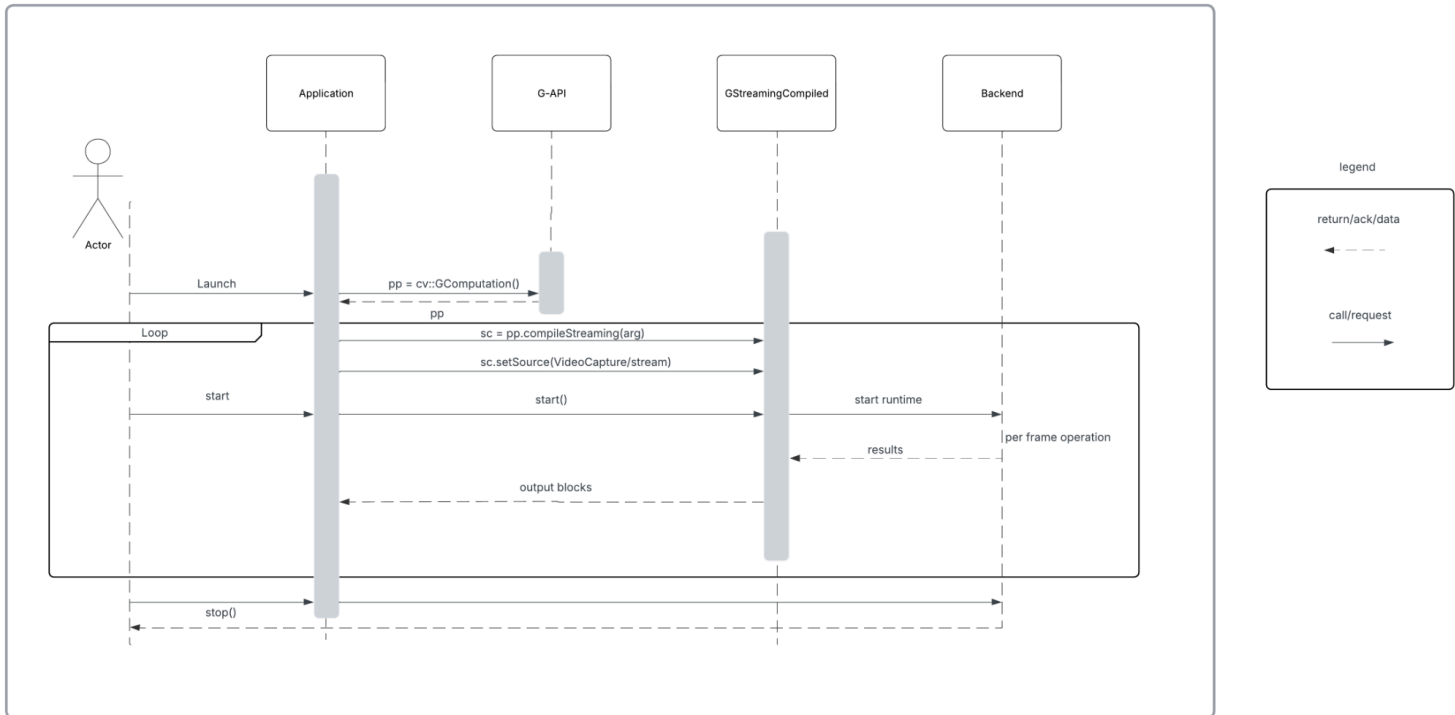 Application
G-API
GStreamingCompiled
Backend
legend
return/ack/data
call/request
Actor
Launch
pp = cv::GComputation()
pp
Loop
sc = pp.compileStreaming(arg)
sc.setSource(VideoCapture/stream)
start
start()
start runtime
per frame operation
results
output blocks
stop()